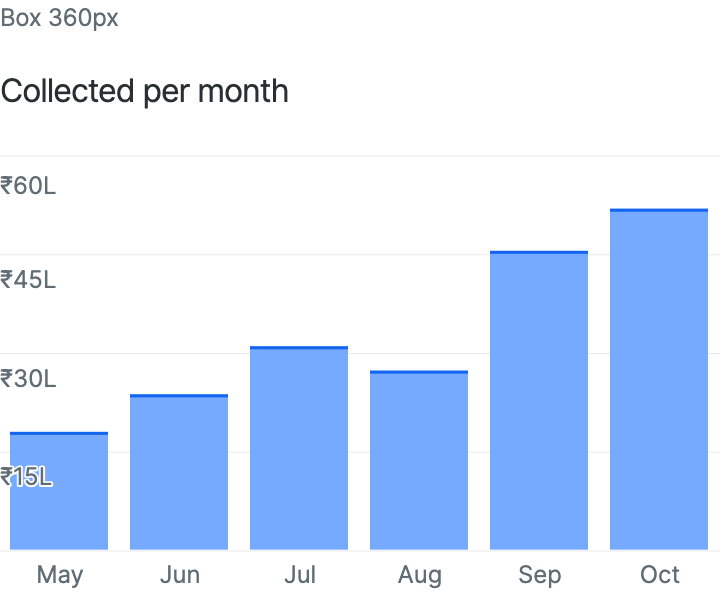 Box 360px
Collected per month
₹60L
₹45L
₹30L
₹15L
May Jun Jul Aug Sep Oct